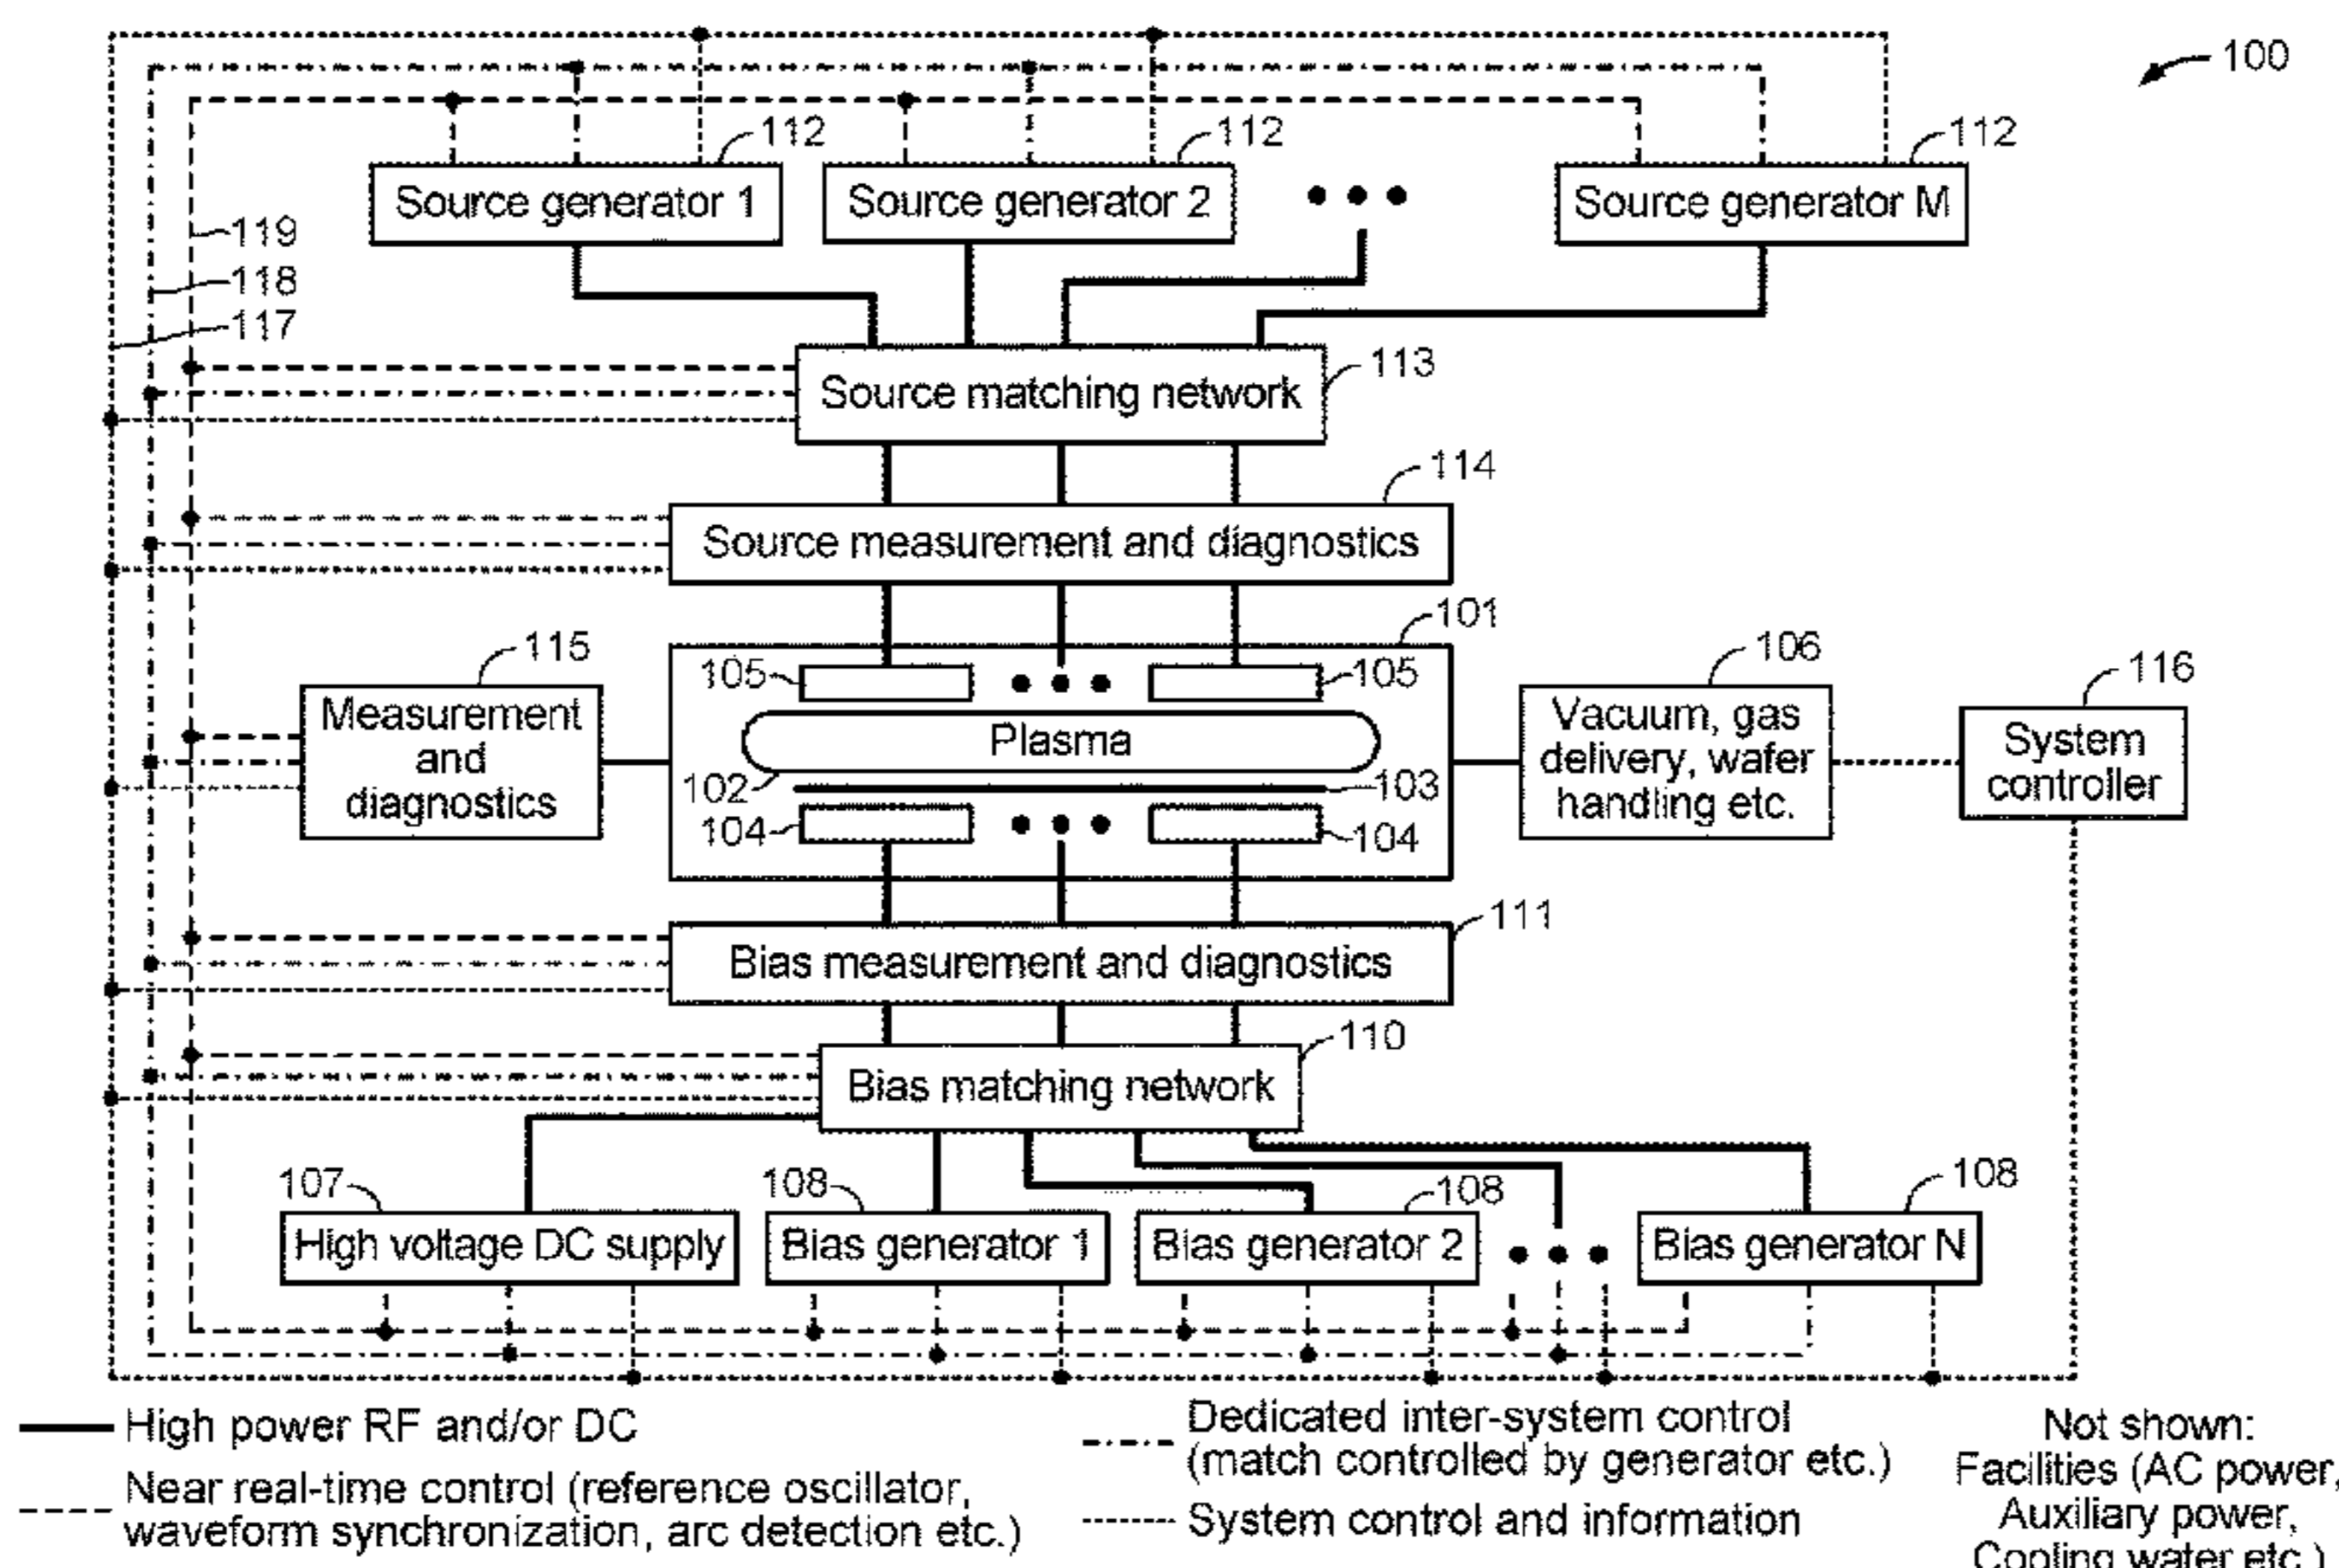 100
112
112
112
Source generator 1
Source generator 2
Source generator M
119
118
117
113
Source matching network
114
Source measurement and diagnostics
101
115
105
105
106
116
Measurement
and
diagnostics
Plasma
Vacuum, gas
delivery, wafer
handling etc.
System
controller
102
103
104
104
111
Bias measurement and diagnostics
110
Bias matching network
107
108
108
108
High voltage DC supply
Bias generator 1
Bias generator 2
Bias generator N
High power RF and/or DC
Near real-time control (reference oscillator,
waveform synchronization, arc detection etc.)
Dedicated inter-system control
(match controlled by generator etc.)
System control and information
Not shown:
Facilities (AC power,
Auxiliary power,
Cooling water etc.)